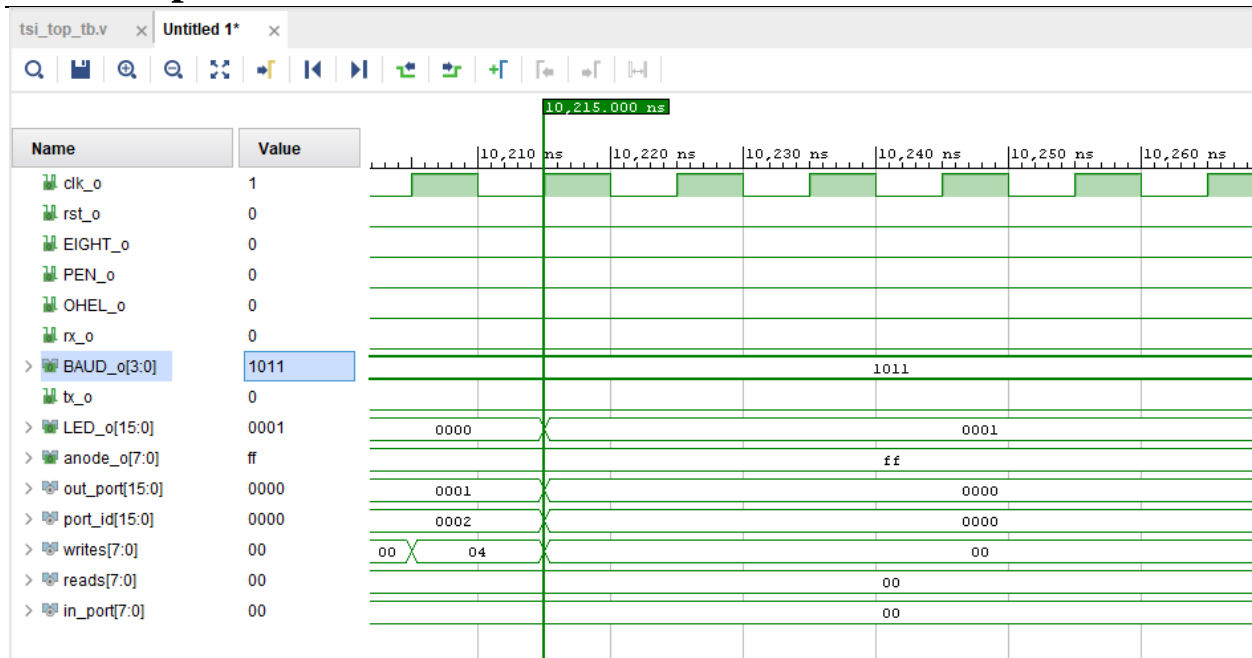 tsi_top_tb.v × Untitled 1* ×
10,215.000 ns
Name Value
10,210 ns 10,220 ns 10,230 ns 10,240 ns 10,250 ns 10,260 ns
clk_o 1
rst_o 0
EIGHT_o 0
PEN_o 0
OHEL_o 0
rx_o 0
> BAUD_o[3:0] 1011 1011
tx_o 0
> LED_o[15:0] 0001 0000 0001
> anode_o[7:0] ff ff
> out_port[15:0] 0000 0001 0000
> port_id[15:0] 0000 0002 0000
> writes[7:0] 00 00 04 00
> reads[7:0] 00 00
> in_port[7:0] 00 00